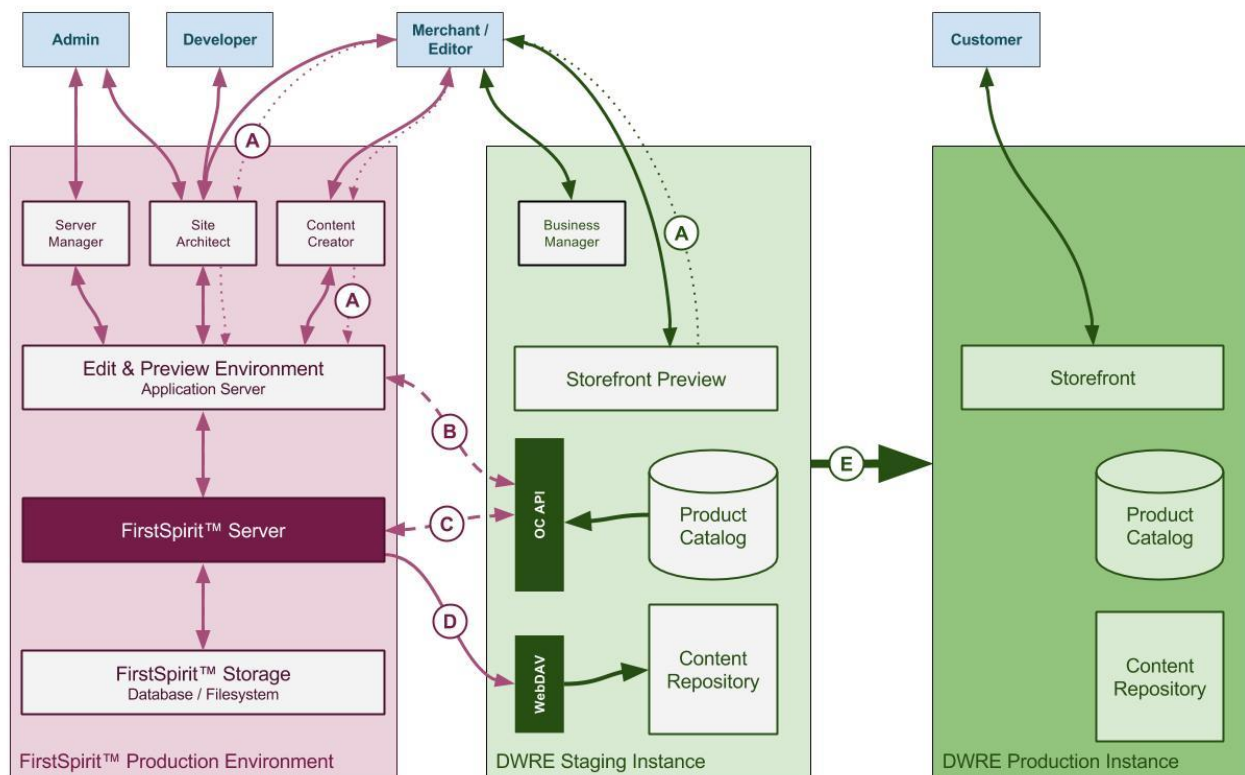 Admin
Developer
Merchant /
Editor
Customer
A
Server
Manager
Site
Architect
Content
Creator
Business
Manager
A
A
Edit & Preview Environment
Application Server
Storefront Preview
Storefront
B
OC API
Product
Catalog
E
Product
Catalog
FirstSpirit™ Server
C
D
FirstSpirit™ Storage
Database / Filesystem
WebDAV
Content
Repository
Content
Repository
FirstSpirit™ Production Environment
DWRE Staging Instance
DWRE Production Instance